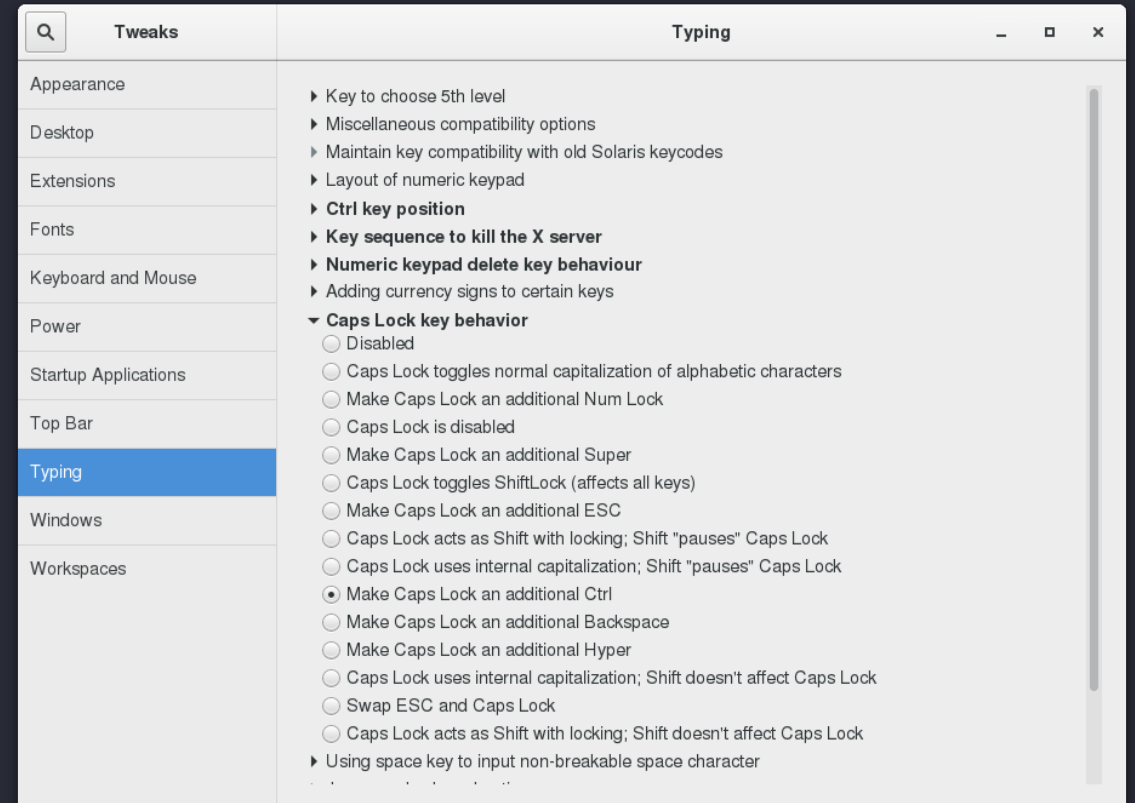 Tweaks
Typing
Appearance
Desktop
Extensions
Fonts
Keyboard and Mouse
Power
Startup Applications
Top Bar
Typing
Windows
Workspaces
Key to choose 5th level
Miscellaneous compatibility options
Maintain key compatibility with old Solaris keycodes
Layout of numeric keypad
Ctrl key position
Key sequence to kill the X server
Numeric keypad delete key behaviour
Adding currency signs to certain keys
Caps Lock key behavior
Disabled
Caps Lock toggles normal capitalization of alphabetic characters
Make Caps Lock an additional Num Lock
Caps Lock is disabled
Make Caps Lock an additional Super
Caps Lock toggles ShiftLock (affects all keys)
Make Caps Lock an additional ESC
Caps Lock acts as Shift with locking; Shift "pauses" Caps Lock
Caps Lock uses internal capitalization; Shift "pauses" Caps Lock
Make Caps Lock an additional Ctrl
Make Caps Lock an additional Backspace
Make Caps Lock an additional Hyper
Caps Lock uses internal capitalization; Shift doesn't affect Caps Lock
Swap ESC and Caps Lock
Caps Lock acts as Shift with locking; Shift doesn't affect Caps Lock
Using space key to input non-breakable space character